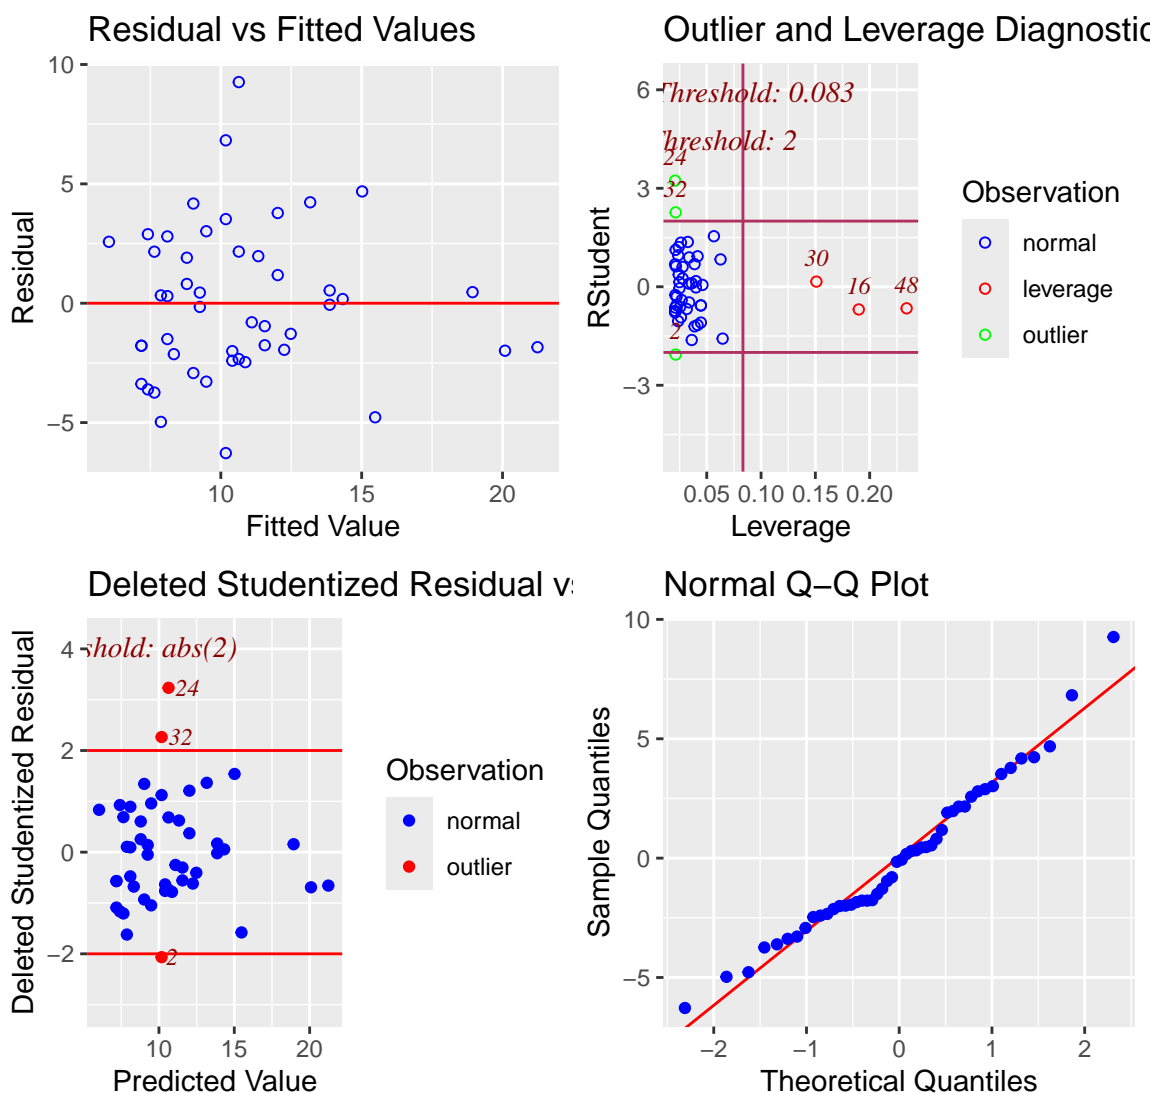 Residual vs Fitted Values
10
5
0
−5
Residual
10
15
20
Fitted Value
Outlier and Leverage Diagnostic
Threshold: 0.083
Threshold: 2
24
32
30
16
48
2
6
3
0
−3
RStudent
0.05 0.10 0.15 0.20
Leverage
Observation
normal
leverage
outlier
Deleted Studentized Residual vs
shold: abs(2)
24
32
2
4
2
0
−2
Deleted Studentized Residual
10
15
20
Predicted Value
Observation
normal
outlier
Normal Q−Q Plot
10
5
0
−5
Sample Quantiles
−2
−1
0
1
2
Theoretical Quantiles